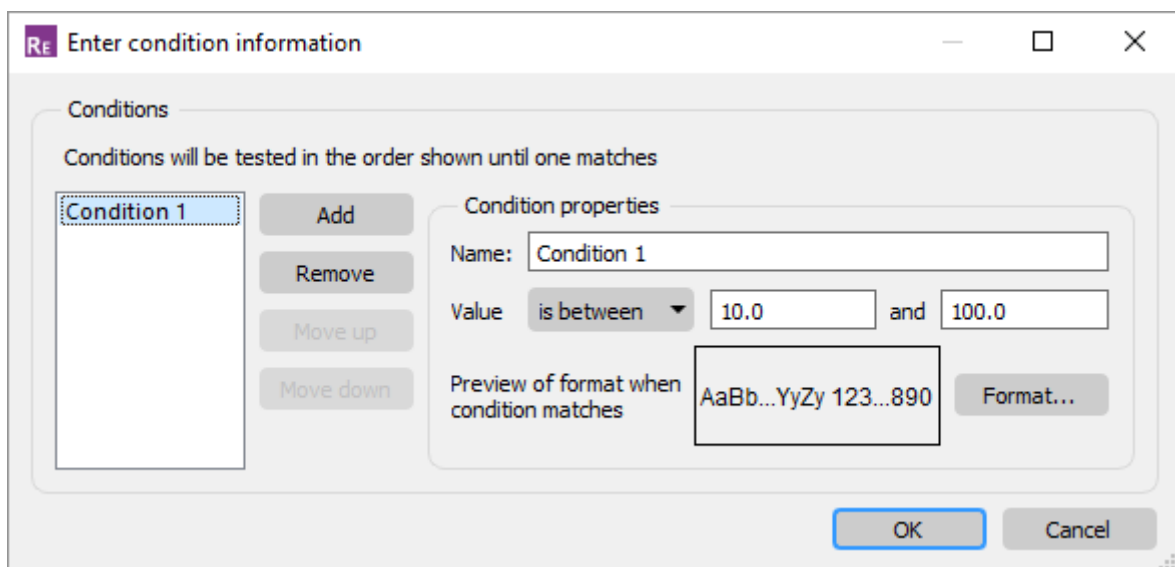 RE Enter condition information
Conditions
Conditions will be tested in the order shown until one matches
Condition 1
Add
Remove
Move up
Move down
Condition properties
Name: Condition 1
Value is between 10.0 and 100.0
Preview of format when
condition matches
AaBb...YyZy 123...890
Format...
OK Cancel